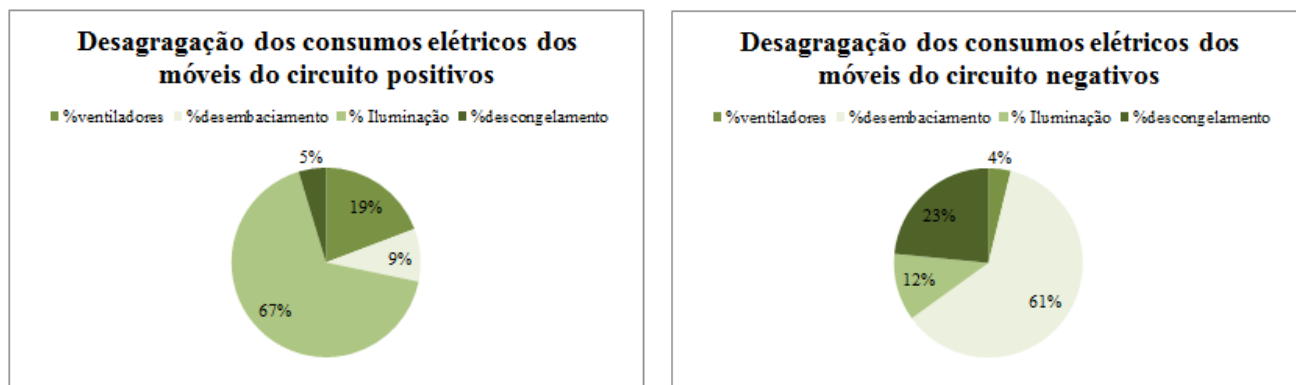 Desagragação dos consumos elétricos dos
móveis do circuito positivos
%ventiladores %desembaciamento % Iluminação %descongelamento
5%
19%
9%
67%
Desagragação dos consumos elétricos dos
móveis do circuito negativos
%ventiladores %desembaciamento % Iluminação %descongelamento
4%
23%
12%
61%